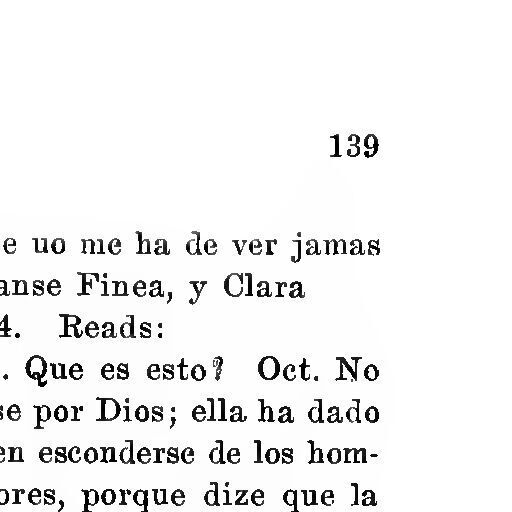 139
e uo me ha de ver jamas
anse Finea, y Clara
4. Reads:
. Que es esto? Oct. No
se por Dios; ella ha dado
en esconderse de los hom-
ores, porque dize que la